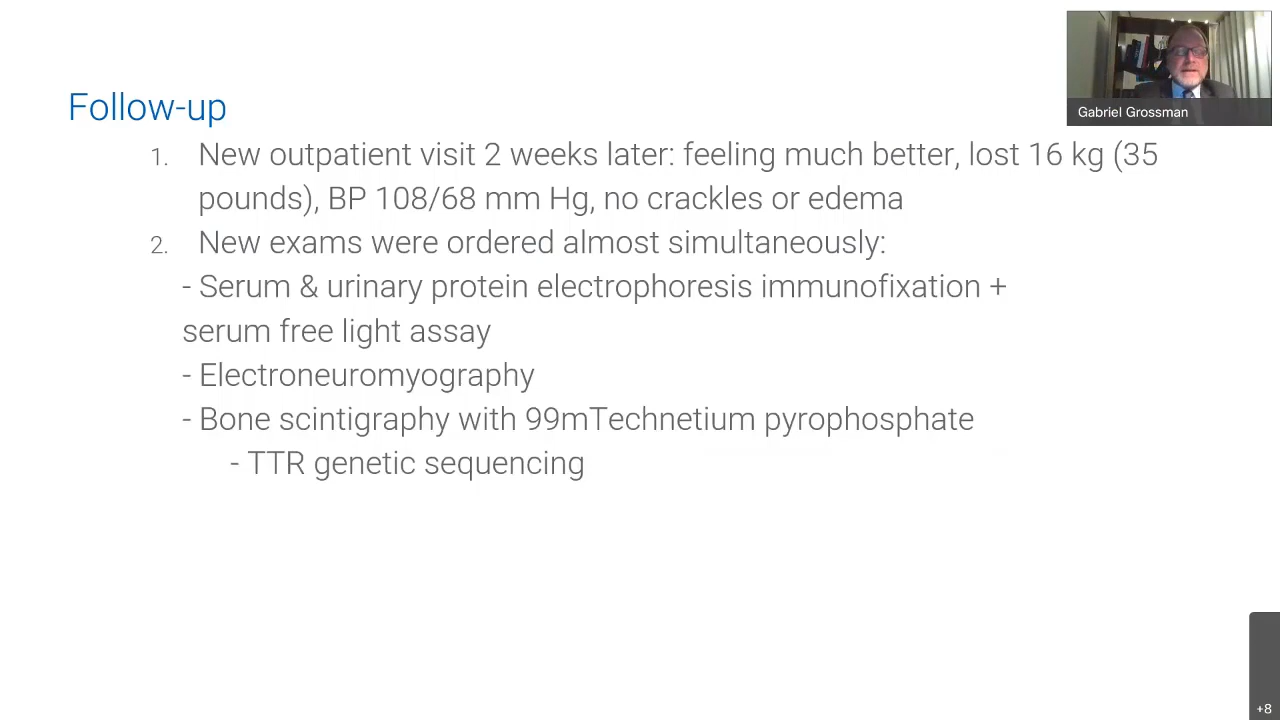 Follow-up
1. New outpatient visit 2 weeks later: feeling much better, lost 16 kg (35
pounds), BP 108/68 mm Hg, no crackles or edema
2. New exams were ordered almost simultaneously:
- Serum & urinary protein electrophoresis immunofixation +
serum free light assay
- Electroneuromyography
- Bone scintigraphy with 99mTechnetium pyrophosphate
- TTR genetic sequencing
Gabriel Grossman
+8